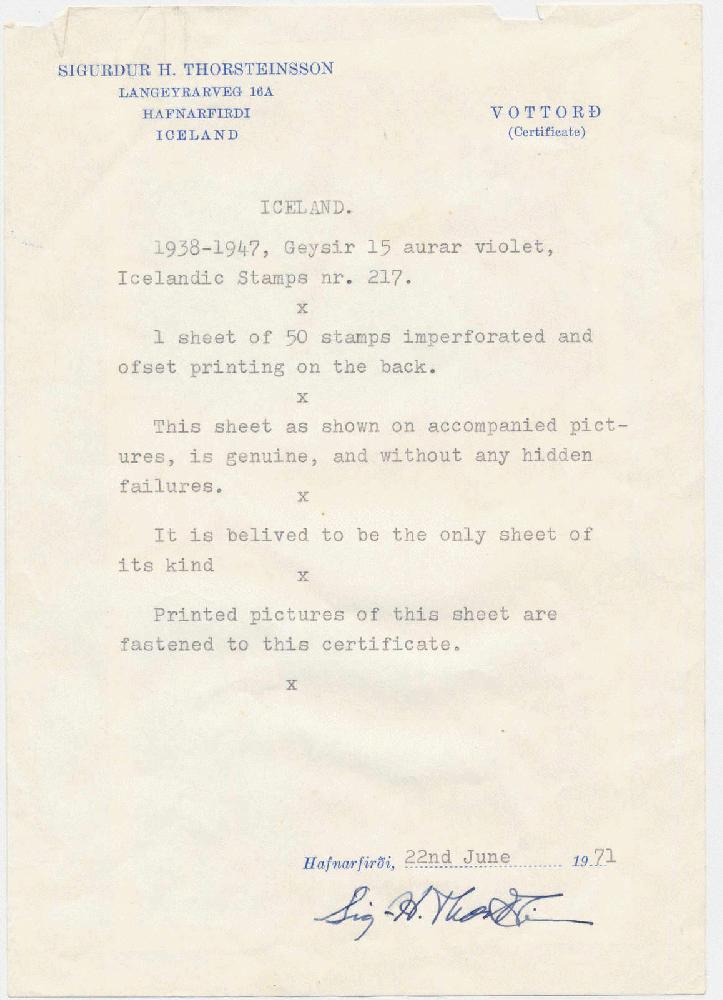 SIGURDUR H. THORSTEINSSON
LANGEYRARVEG 16A
HAFNARFIRDI
ICELAND
VOTTORÐ
(Certificate)
ICELAND.
1938-1947, Geysir 15 aurar violet,
Icelandic Stamps nr. 217.
x
1 sheet of 50 stamps imperforated and
ofset printing on the back.
x
This sheet as shown on accompanied pict-
ures, is genuine, and without any hidden
failures.
x
It is belived to be the only sheet of
its kind
x
Printed pictures of this sheet are
fastened to this certificate.
x
Hafnarfirði, 22nd June 1971
Sig. H. Thorst